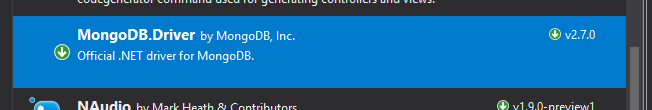 codegenerator command used for generating controllers and views.
MongoDB.Driver by MongoDB, Inc.
v2.7.0
Official .NET driver for MongoDB.
NAudio by Mark Heath & Contributors
v1.9.0-preview1